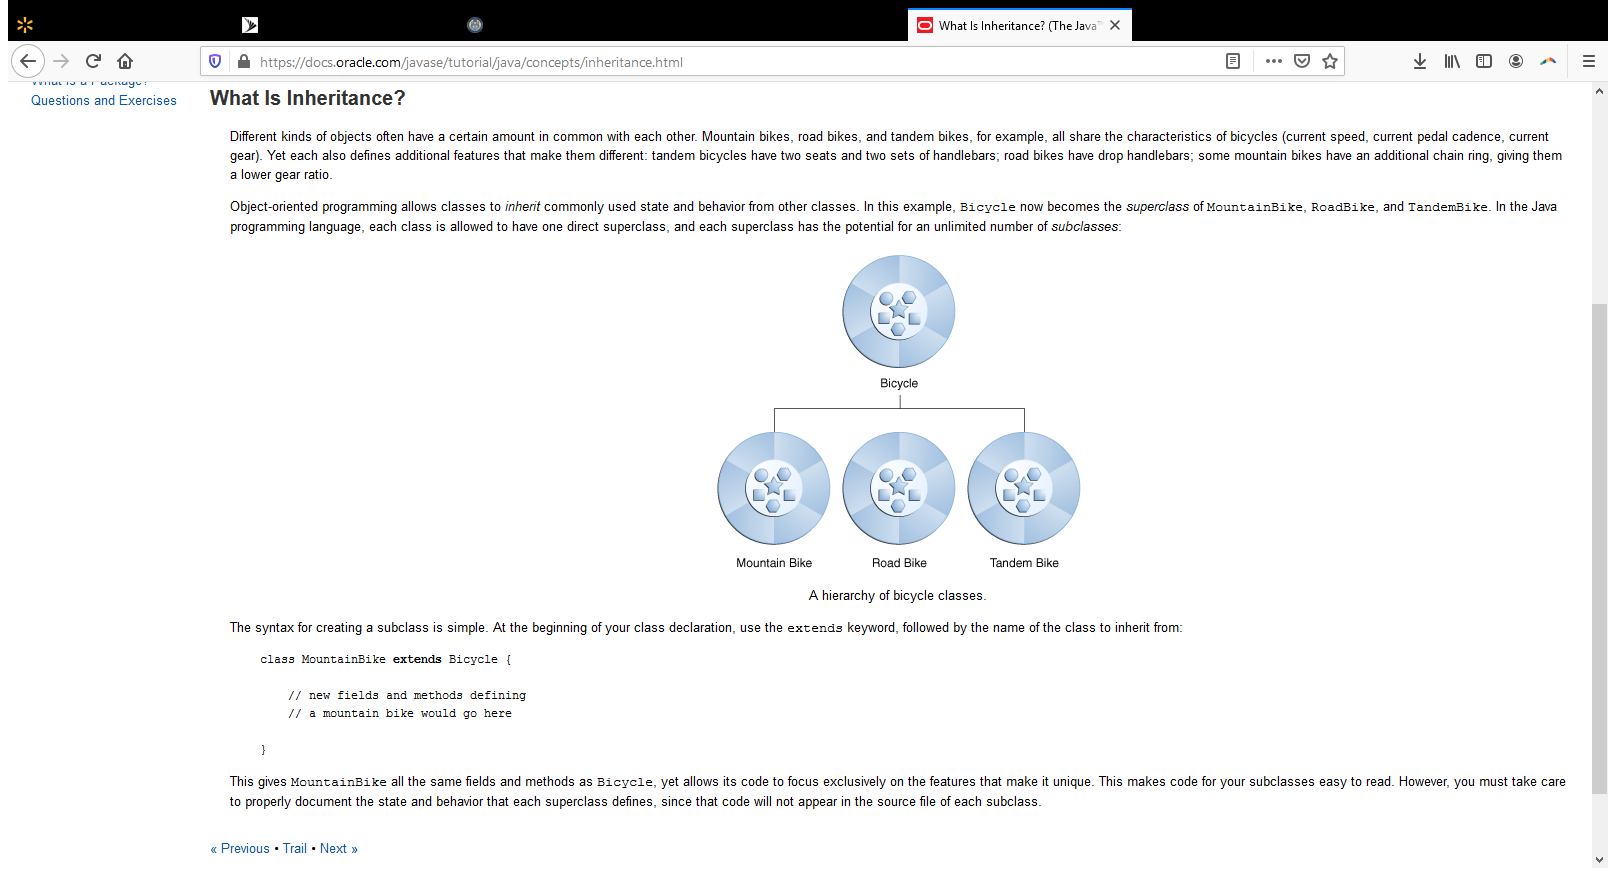 What Is Inheritance? (The Java™
https://docs.oracle.com/javase/tutorial/java/concepts/inheritance.html
What Is a Package?
Questions and Exercises
What Is Inheritance?
Different kinds of objects often have a certain amount in common with each other. Mountain bikes, road bikes, and tandem bikes, for example, all share the characteristics of bicycles (current speed, current pedal cadence, current
gear). Yet each also defines additional features that make them different: tandem bicycles have two seats and two sets of handlebars; road bikes have drop handlebars; some mountain bikes have an additional chain ring, giving them
a lower gear ratio.
Object-oriented programming allows classes to inherit commonly used state and behavior from other classes. In this example, Bicycle now becomes the superclass of MountainBike, RoadBike, and TandemBike. In the Java
programming language, each class is allowed to have one direct superclass, and each superclass has the potential for an unlimited number of subclasses:
Bicycle
Mountain Bike Road Bike Tandem Bike
A hierarchy of bicycle classes.
The syntax for creating a subclass is simple. At the beginning of your class declaration, use the extends keyword, followed by the name of the class to inherit from:
class MountainBike extends Bicycle {
// new fields and methods defining
// a mountain bike would go here
}
This gives MountainBike all the same fields and methods as Bicycle, yet allows its code to focus exclusively on the features that make it unique. This makes code for your subclasses easy to read. However, you must take care
to properly document the state and behavior that each superclass defines, since that code will not appear in the source file of each subclass.
« Previous • Trail • Next »